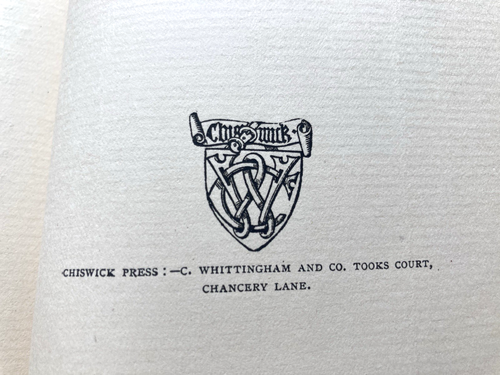 Chiswick
CHISWICK PRESS :—C. WHITTINGHAM AND CO. TOOKS COURT,
CHANCERY LANE.